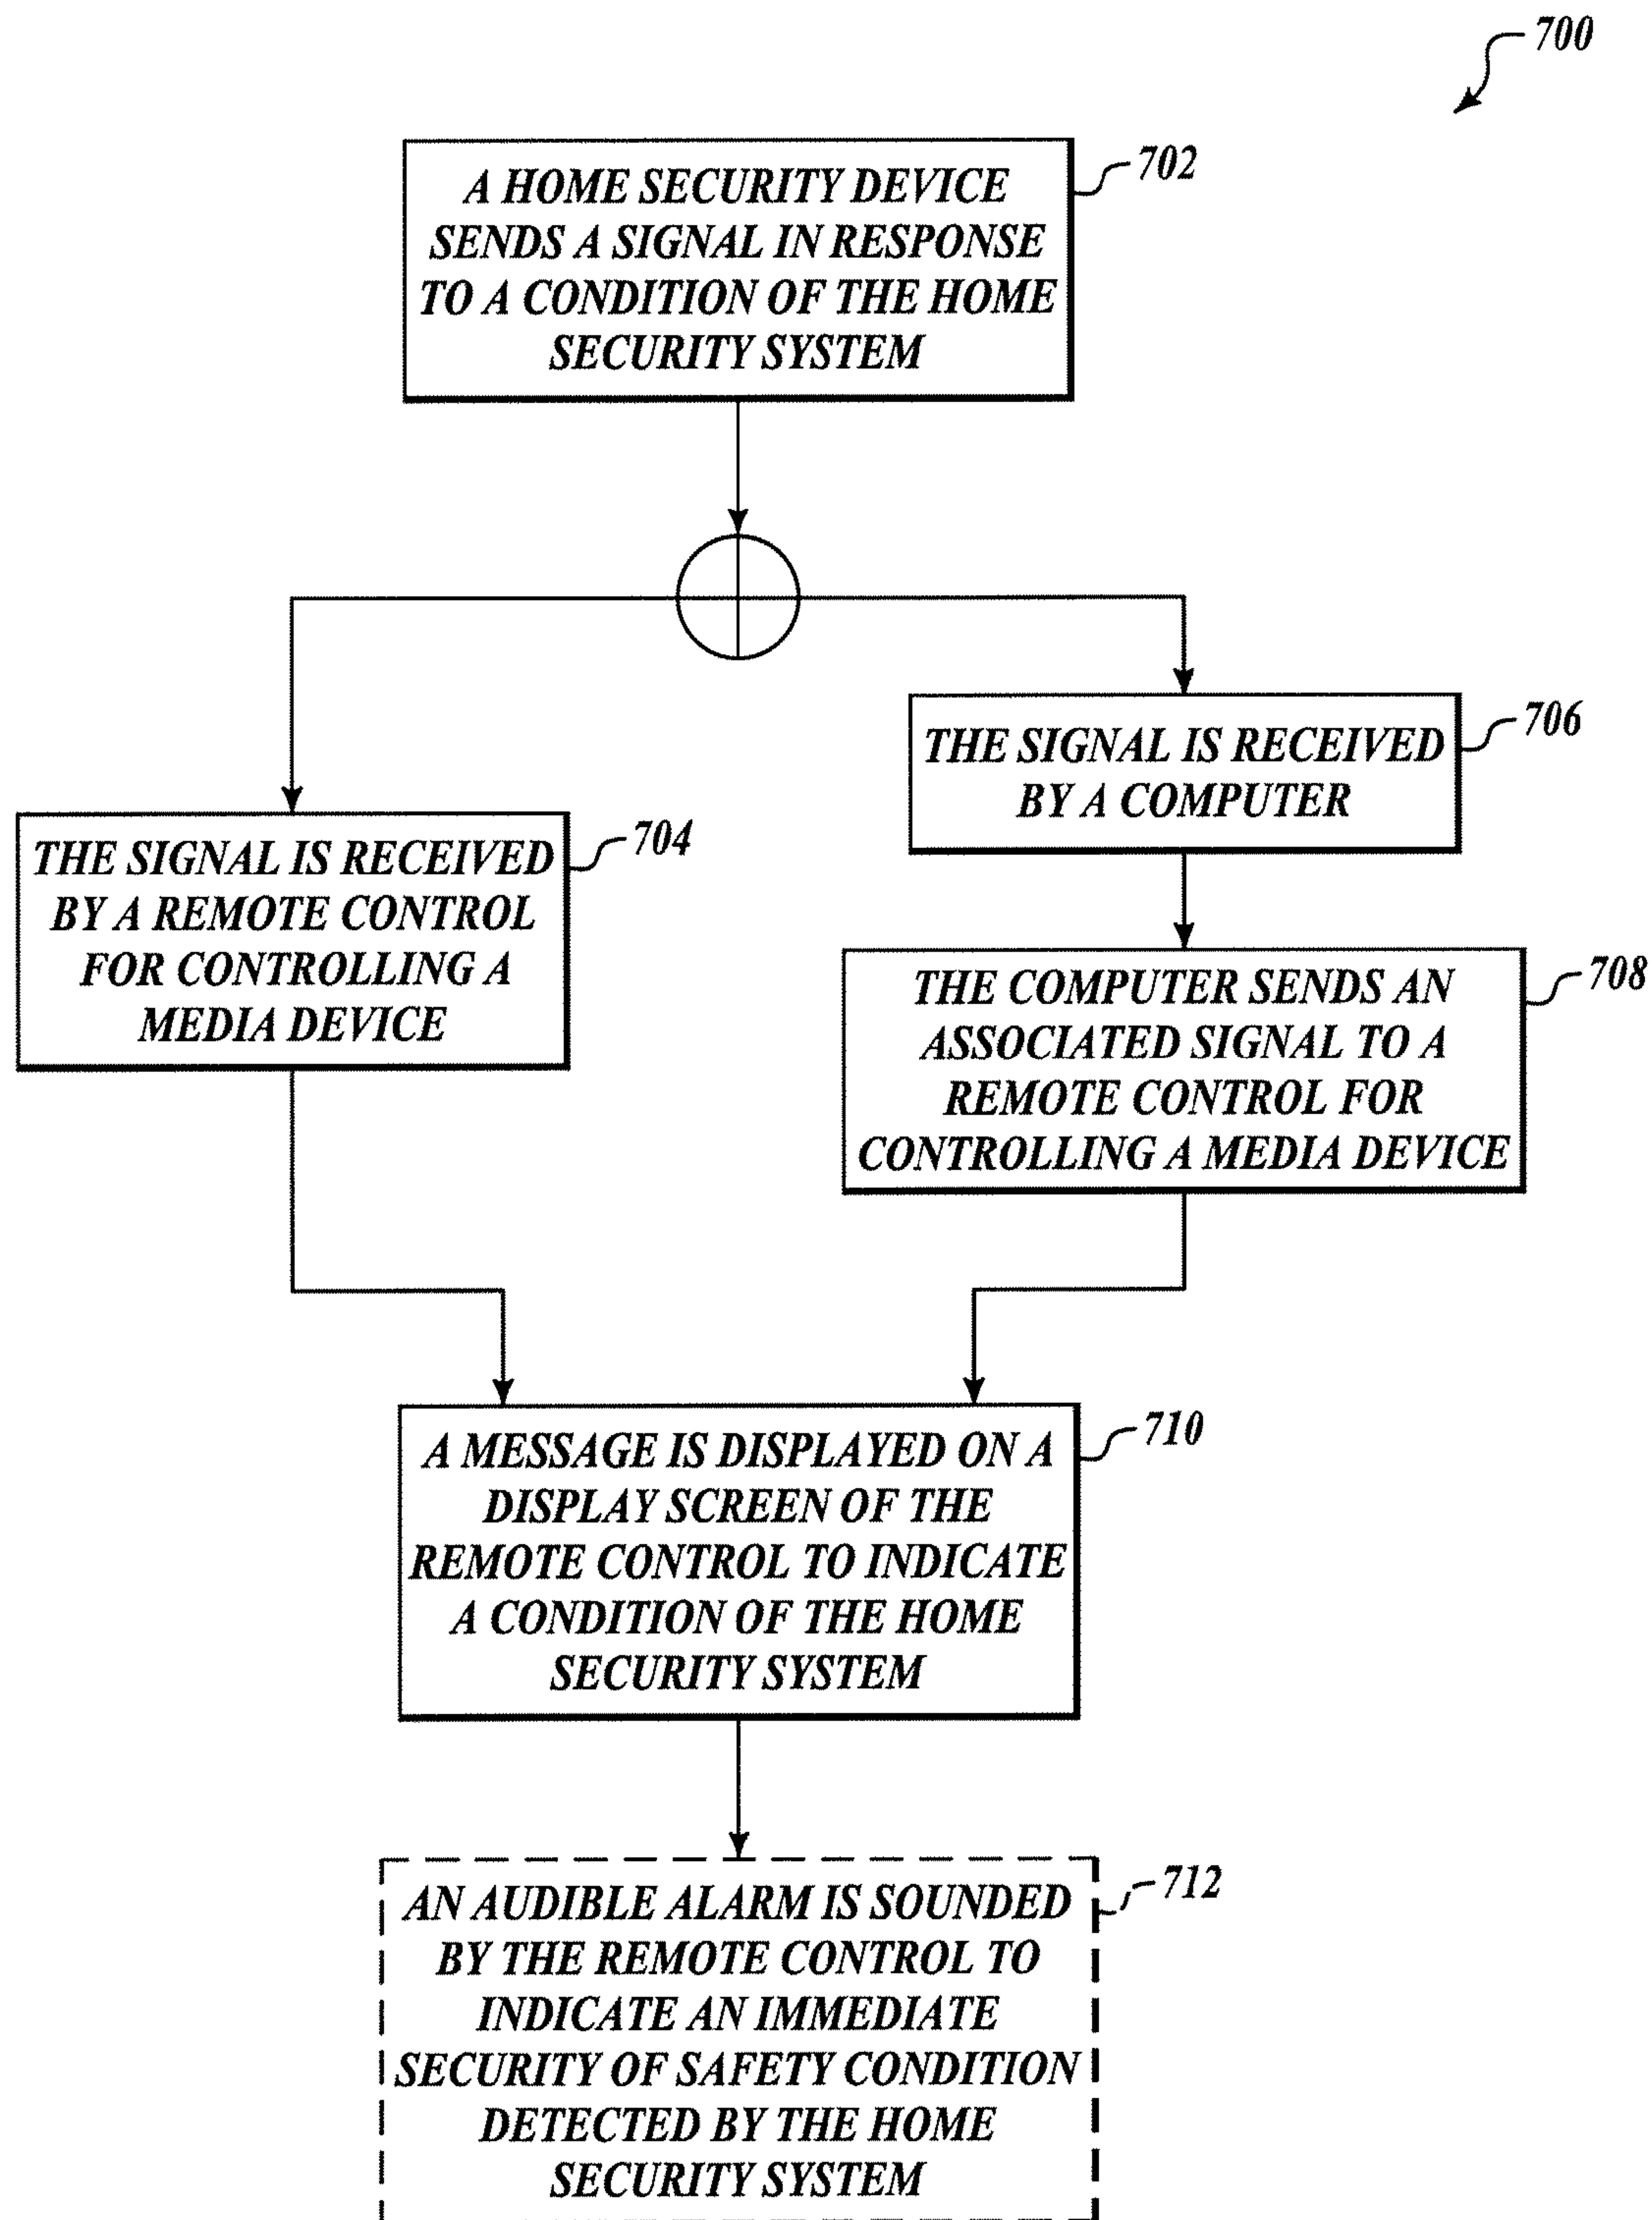 700
702
A HOME SECURITY DEVICE
SENDS A SIGNAL IN RESPONSE
TO A CONDITION OF THE HOME
SECURITY SYSTEM
706
THE SIGNAL IS RECEIVED
BY A COMPUTER
704
THE SIGNAL IS RECEIVED
BY A REMOTE CONTROL
FOR CONTROLLING A
MEDIA DEVICE
708
THE COMPUTER SENDS AN
ASSOCIATED SIGNAL TO A
REMOTE CONTROL FOR
CONTROLLING A MEDIA DEVICE
710
A MESSAGE IS DISPLAYED ON A
DISPLAY SCREEN OF THE
REMOTE CONTROL TO INDICATE
A CONDITION OF THE HOME
SECURITY SYSTEM
712
AN AUDIBLE ALARM IS SOUNDED
BY THE REMOTE CONTROL TO
INDICATE AN IMMEDIATE
SECURITY OF SAFETY CONDITION
DETECTED BY THE HOME
SECURITY SYSTEM